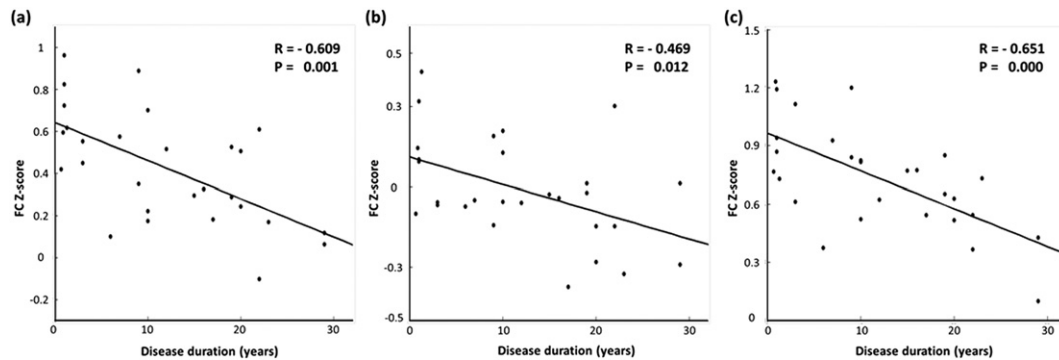 (a)
R = - 0.609
P = 0.001
FC Z-score
1
0.8
0.6
0.4
0.2
0
-0.2
0 10 20 30
Disease duration (years)
(b)
R = - 0.469
P = 0.012
FC Z-score
0.5
0.3
0
-0.3
-0.5
0 10 20 30
Disease duration (years)
(c)
R = - 0.651
P = 0.000
FC Z-score
1.5
1.2
0.9
0.6
0.3
0
0 10 20 30
Disease duration (years)